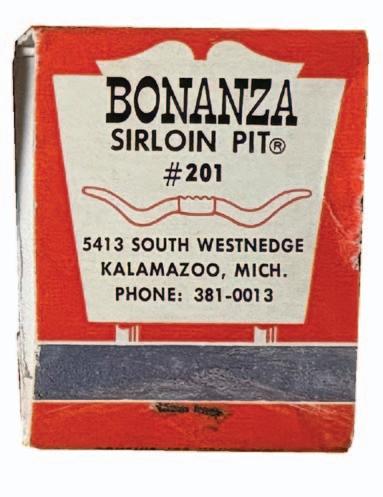 BONANZA
SIRLOIN PIT®
#201
5413 SOUTH WESTNEDGE
KALAMAZOO, MICH.
PHONE: 381-0013